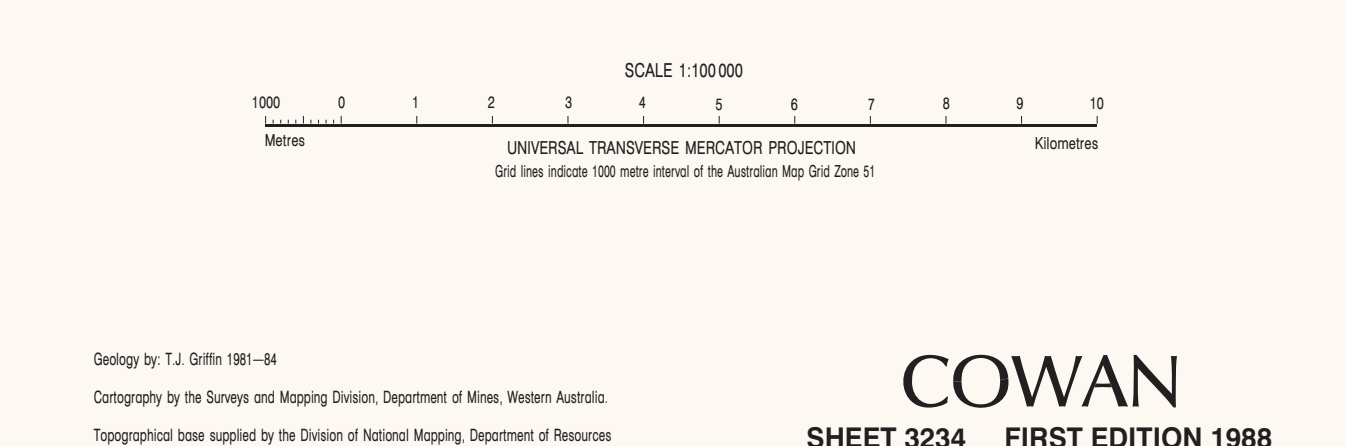 SCALE 1:100 000
1000 0 1 2 3 4 5 6 7 8 9 10
Metres
Kilometres
UNIVERSAL TRANSVERSE MERCATOR PROJECTION
Grid lines indicate 1000 metre interval of the Australian Map Grid Zone 51
Geology by: T.J. Griffin 1981—84
Cartography by the Surveys and Mapping Division, Department of Mines, Western Australia.
Topographical base supplied by the Division of National Mapping, Department of Resources
COWAN
SHEET 3234 FIRST EDITION 1988